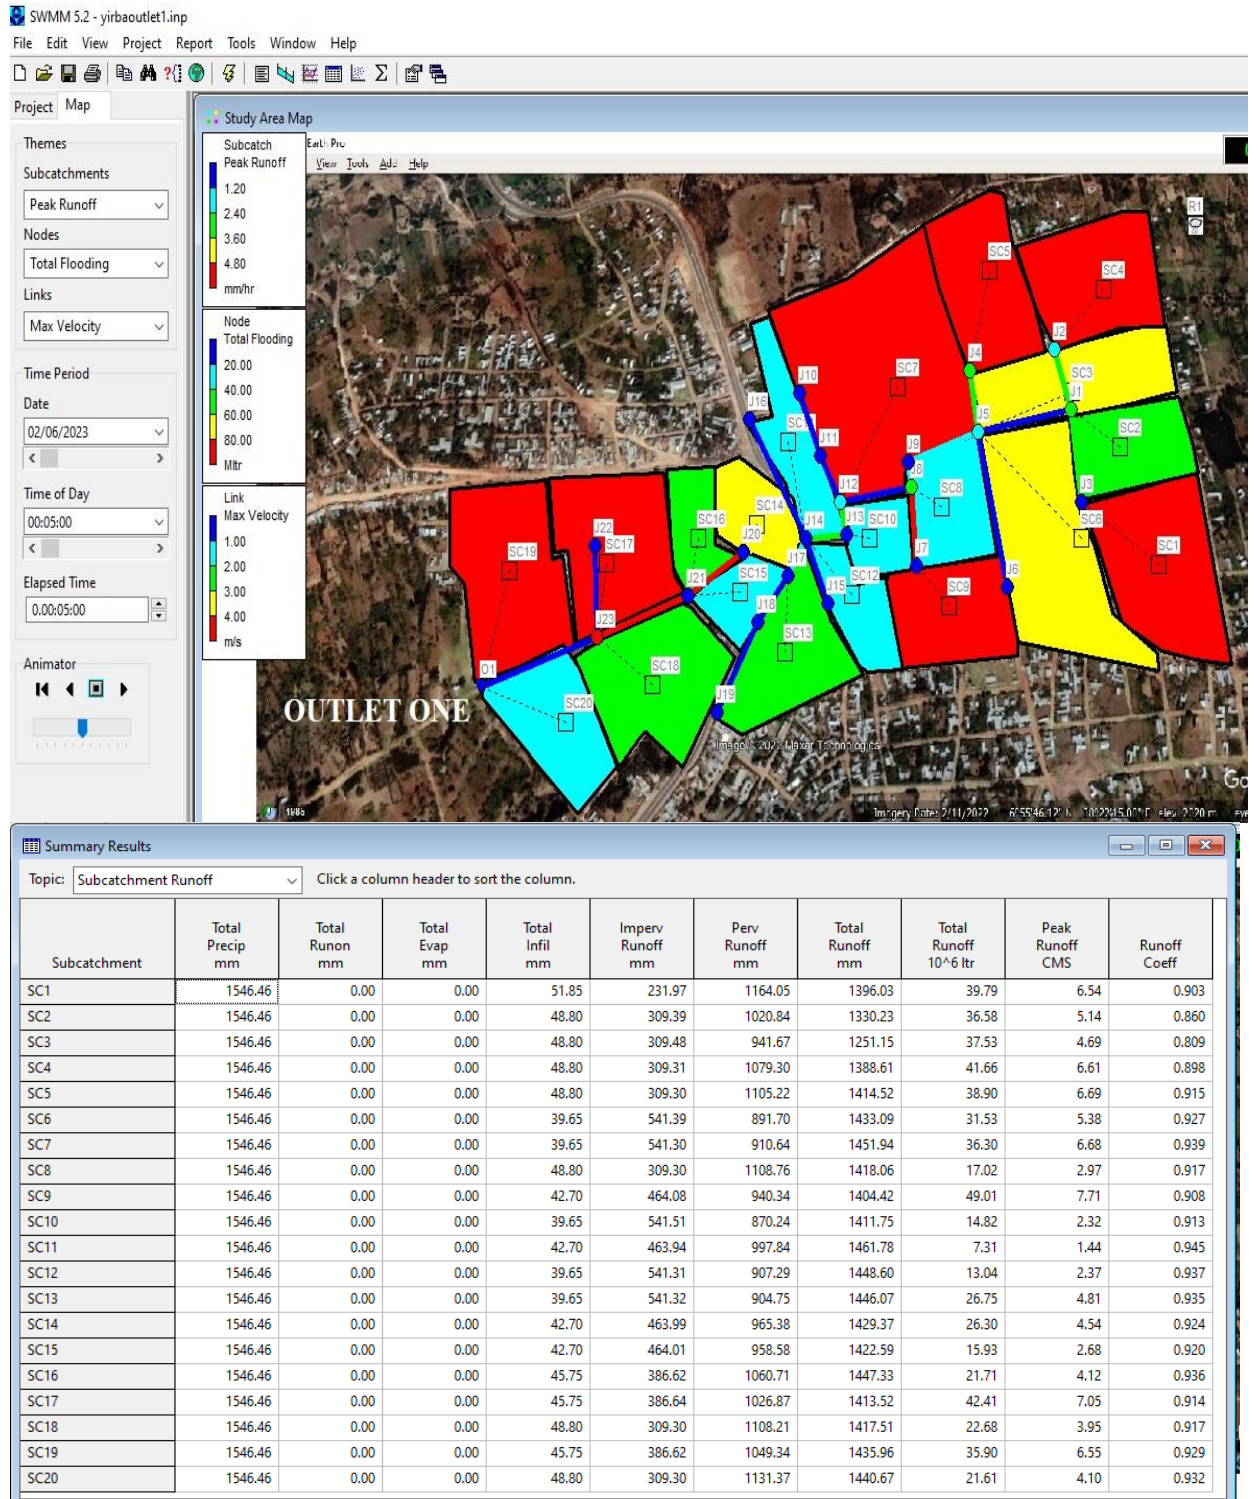 SWMM 5.2 - yirbaoutlet1.inp
File Edit View Project Report Tools Window Help
Project Map
Themes
Subcatchments
Peak Runoff
Nodes
Total Flooding
Links
Max Velocity
Time Period
Date
02/06/2023
Time of Day
00:05:00
Elapsed Time
0.00:05:00
Animator
Study Area Map
Earth Pro
View Tools Add Help
Subcatch
Peak Runoff
1.20
2.40
3.60
4.80
mm/hr
Node
Total Flooding
20.00
40.00
60.00
80.00
Mltr
Link
Max Velocity
1.00
2.00
3.00
4.00
m/s
R1
SC5
SC4
J2
J4
SC7
SC3
J10
J1
J16
J5
SC2
J11
J9
J8
J12
SC8
J3
SC14
SC16
J14
J13
SC10
SC6
J22
J20
SC19
SC17
J17
J7
SC1
J21
SC15
J15
SC12
SC9
J6
J18
J23
SC13
O1
SC18
J19
SC20
OUTLET ONE
Image © 2022 Maxar Technologies
1985
Imagery Date: 2/11/2022
Summary Results
Topic: Subcatchment Runoff Click a column header to sort the column.
Subcatchment Total Precip mm Total Runon mm Total Evap mm Total Infil mm Imperv Runoff mm Perv Runoff mm Total Runoff mm Total Runoff 10^6 ltr Peak Runoff CMS Runoff Coeff
SC1 1546.46 0.00 0.00 51.85 231.97 1164.05 1396.03 39.79 6.54 0.903
SC2 1546.46 0.00 0.00 48.80 309.39 1020.84 1330.23 36.58 5.14 0.860
SC3 1546.46 0.00 0.00 48.80 309.48 941.67 1251.15 37.53 4.69 0.809
SC4 1546.46 0.00 0.00 48.80 309.31 1079.30 1388.61 41.66 6.61 0.898
SC5 1546.46 0.00 0.00 48.80 309.30 1105.22 1414.52 38.90 6.69 0.915
SC6 1546.46 0.00 0.00 39.65 541.39 891.70 1433.09 31.53 5.38 0.927
SC7 1546.46 0.00 0.00 39.65 541.30 910.64 1451.94 36.30 6.68 0.939
SC8 1546.46 0.00 0.00 48.80 309.30 1108.76 1418.06 17.02 2.97 0.917
SC9 1546.46 0.00 0.00 42.70 464.08 940.34 1404.42 49.01 7.71 0.908
SC10 1546.46 0.00 0.00 39.65 541.51 870.24 1411.75 14.82 2.32 0.913
SC11 1546.46 0.00 0.00 42.70 463.94 997.84 1461.78 7.31 1.44 0.945
SC12 1546.46 0.00 0.00 39.65 541.31 907.29 1448.60 13.04 2.37 0.937
SC13 1546.46 0.00 0.00 39.65 541.32 904.75 1446.07 26.75 4.81 0.935
SC14 1546.46 0.00 0.00 42.70 463.99 965.38 1429.37 26.30 4.54 0.924
SC15 1546.46 0.00 0.00 42.70 464.01 958.58 1422.59 15.93 2.68 0.920
SC16 1546.46 0.00 0.00 45.75 386.62 1060.71 1447.33 21.71 4.12 0.936
SC17 1546.46 0.00 0.00 45.75 386.64 1026.87 1413.52 42.41 7.05 0.914
SC18 1546.46 0.00 0.00 48.80 309.30 1108.21 1417.51 22.68 3.95 0.917
SC19 1546.46 0.00 0.00 45.75 386.62 1049.34 1435.96 35.90 6.55 0.929
SC20 1546.46 0.00 0.00 48.80 309.30 1131.37 1440.67 21.61 4.10 0.932